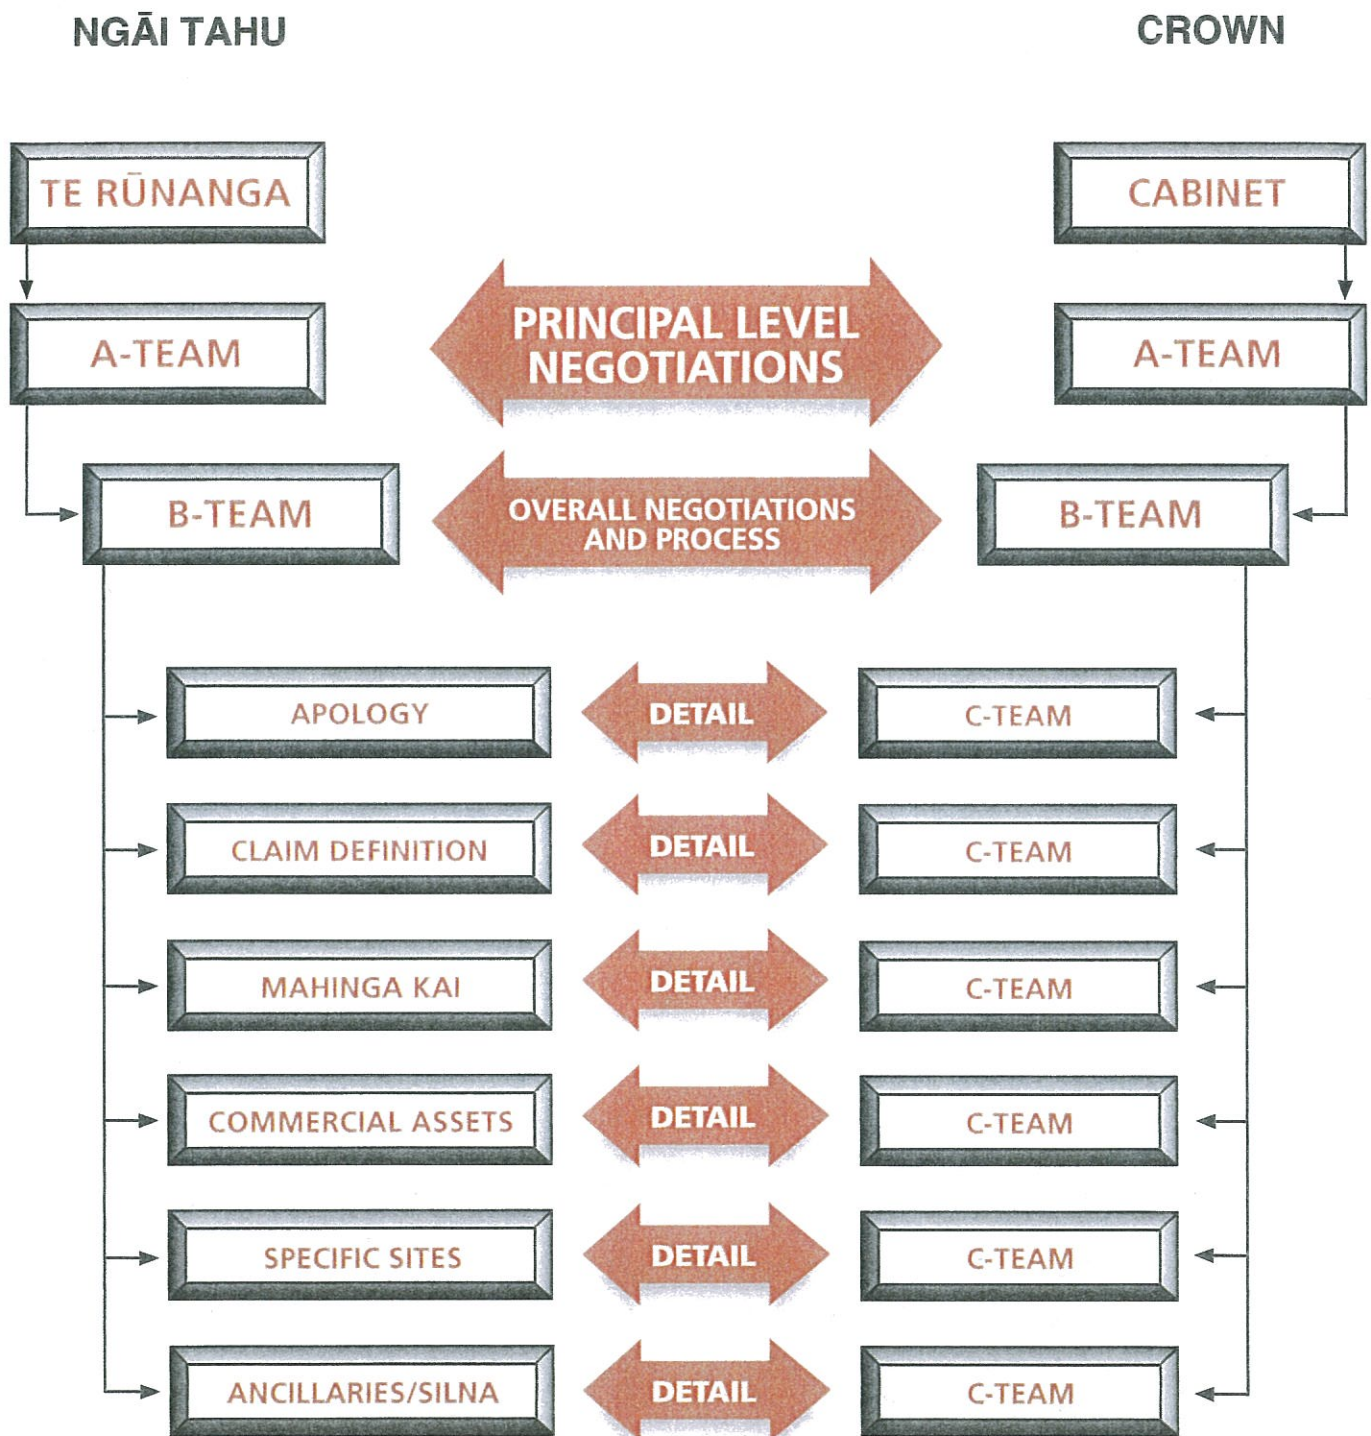 NGĀI TAHU
CROWN
TE RŪNANGA
CABINET
A-TEAM
PRINCIPAL LEVEL
NEGOTIATIONS
A-TEAM
B-TEAM
OVERALL NEGOTIATIONS
AND PROCESS
B-TEAM
APOLOGY
DETAIL
C-TEAM
CLAIM DEFINITION
DETAIL
C-TEAM
MAHINGA KAI
DETAIL
C-TEAM
COMMERCIAL ASSETS
DETAIL
C-TEAM
SPECIFIC SITES
DETAIL
C-TEAM
ANCILLARIES/SILNA
DETAIL
C-TEAM